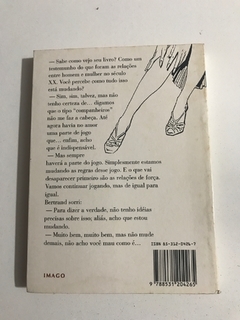 — Sabe como vejo seu livro? Como um
testemunho do que foram as relações
entre homem e mulher no século
XX. Você percebe como tudo isso
está mudando?
— Sim, sim, talvez, mas não
tenho certeza de... digamos
que o tipo "companheiros"
não me faz a cabeça. Até
agora havia no amor
uma parte de jogo
que... enfim, acho
que é indispensável.
— Mas sempre
haverá a parte do jogo. Simplesmente estamos
mudando as regras desse jogo. E o que vai
desaparecer primeiro são as relações de força.
Vamos continuar jogando, mas de igual para
igual.
Bertrand sorri:
— Para dizer a verdade, não tenho idéias
precisas sobre isso; aliás, acho que estou
mudando.
— Muito bem, muito bem, mas não mude
demais, não acho você mau como é...
IMAGO
ISBN 85-312-0426-7
9 788531 204265